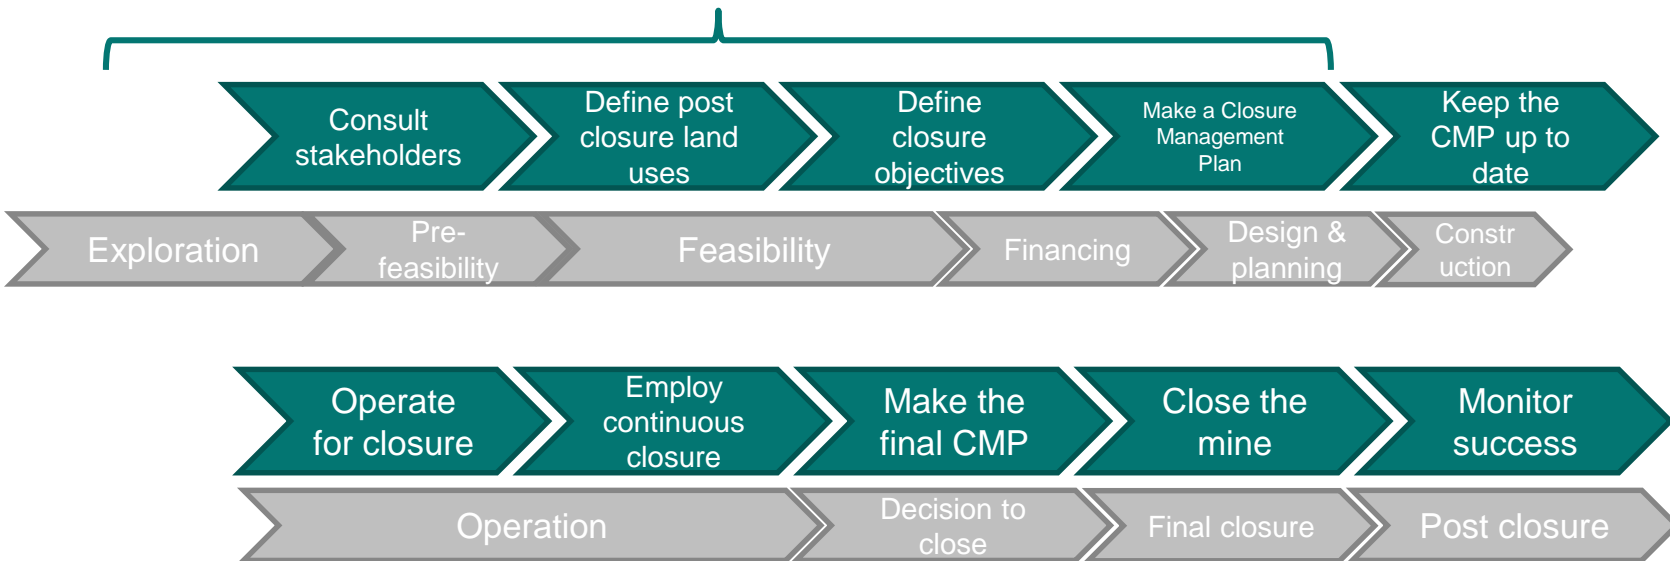 Consult
stakeholders
Define post
closure land
uses
Define
closure
objectives
Make a Closure
Management
Plan
Keep the
CMP up to
date
Exploration
Pre-
feasibility
Feasibility
Financing
Design &
planning
Constr
uction
Operate
for closure
Employ
continuous
closure
Make the
final CMP
Close the
mine
Monitor
success
Operation
Decision to
close
Final closure
Post closure